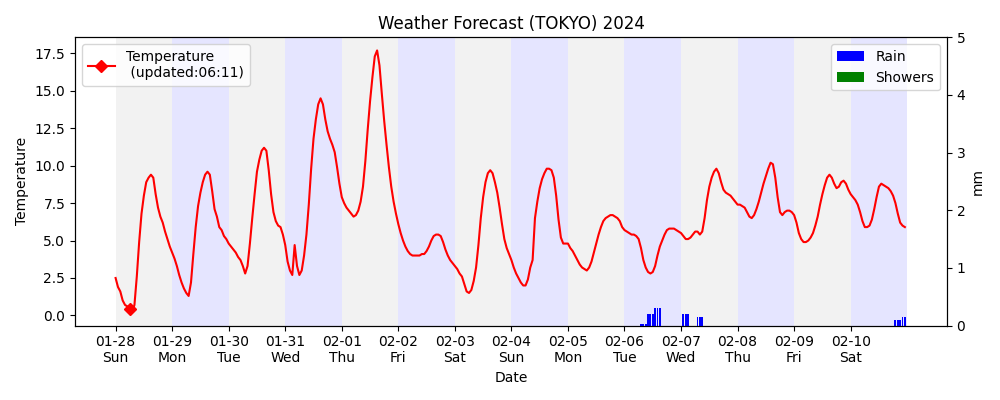 Weather Forecast (TOKYO) 2024
Temperature
(updated:06:11)
Rain
Showers
17.5
15.0
12.5
10.0
7.5
5.0
2.5
0.0
Temperature
5
4
3
2
1
0
mm
01-28 01-29 01-30 01-31 02-01 02-02 02-03 02-04 02-05 02-06 02-07 02-08 02-09 02-10
Sun Mon Tue Wed Thu Fri Sat Sun Mon Tue Wed Thu Fri Sat
Date